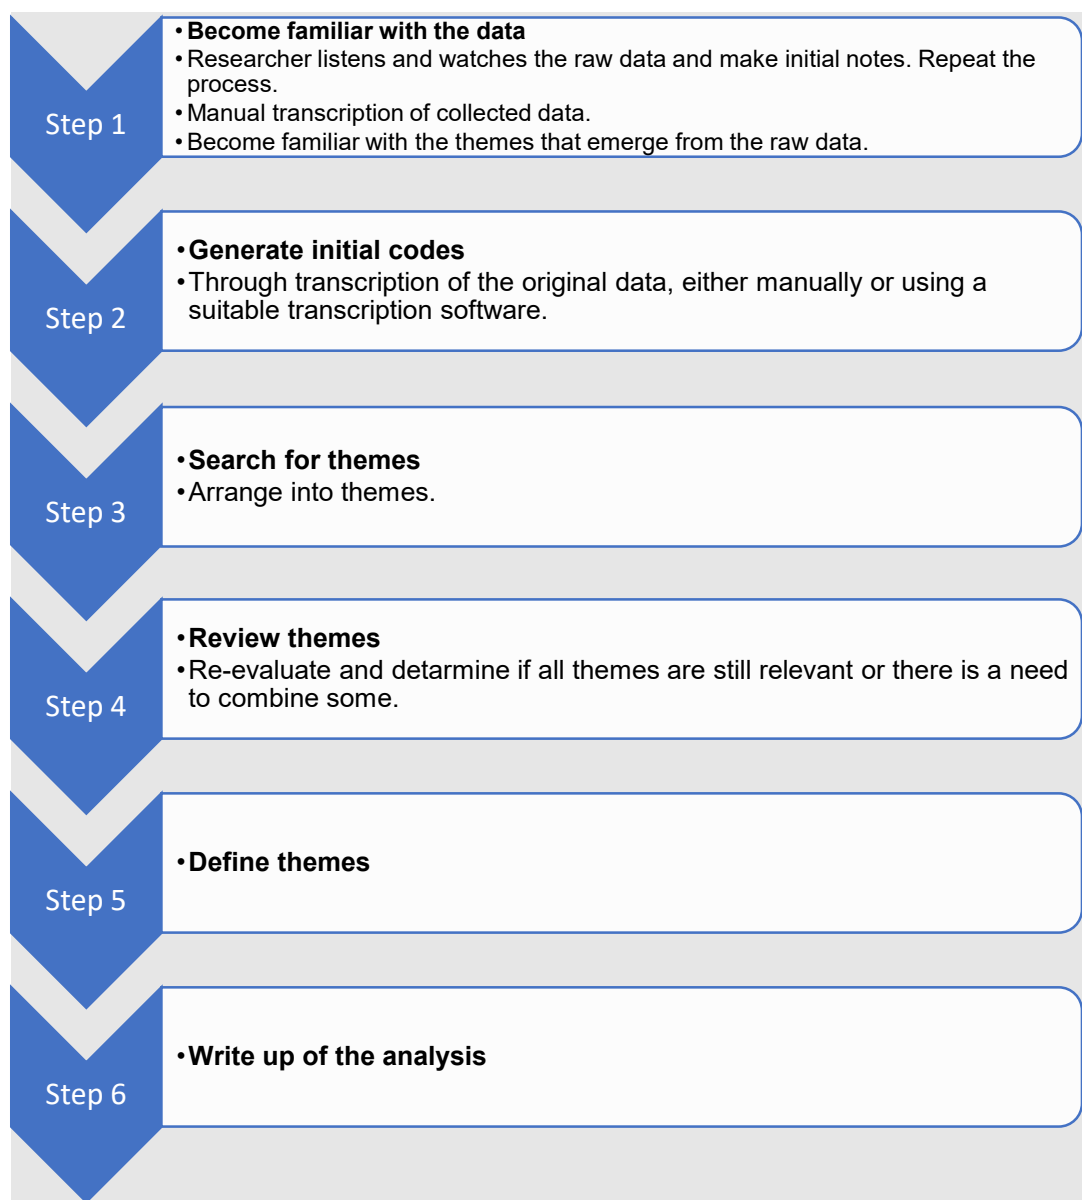 • Become familiar with the data
• Researcher listens and watches the raw data and make initial notes. Repeat the
process.
• Manual transcription of collected data.
• Become familiar with the themes that emerge from the raw data.
Step 1
• Generate initial codes
• Through transcription of the original data, either manually or using a
suitable transcription software.
Step 2
• Search for themes
• Arrange into themes.
Step 3
• Review themes
• Re-evaluate and detarmine if all themes are still relevant or there is a need
to combine some.
Step 4
• Define themes
Step 5
• Write up of the analysis
Step 6